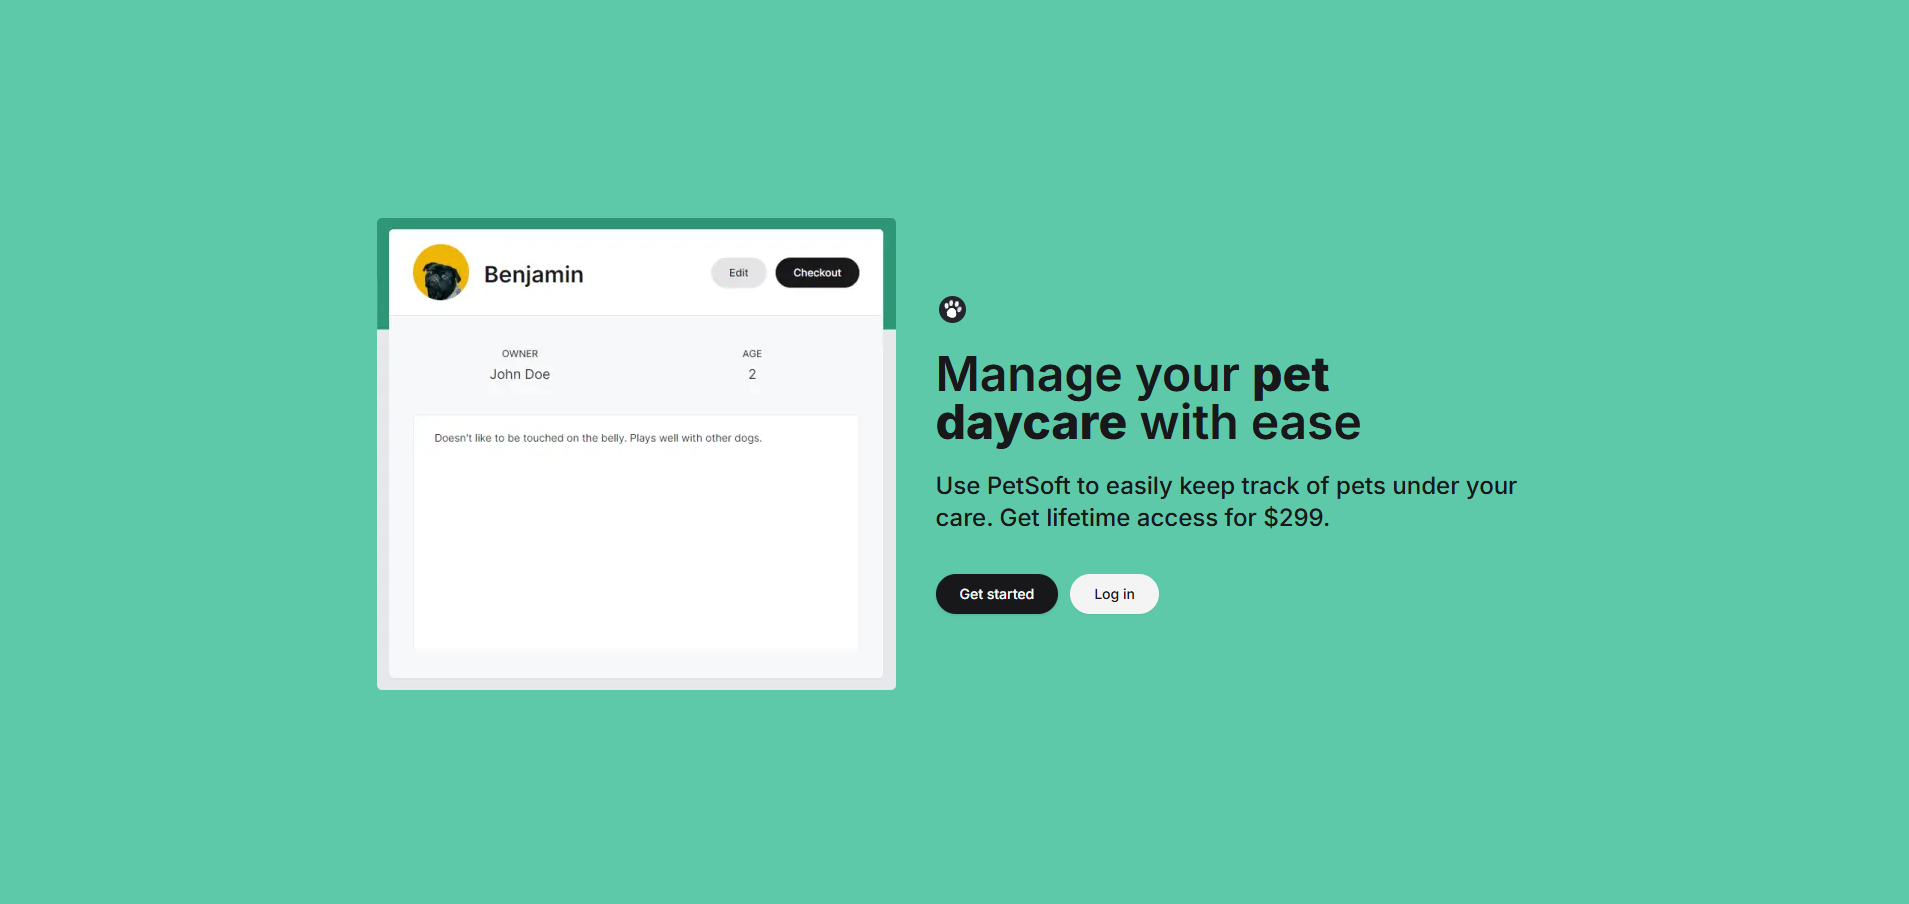 Benjamin
Edit
Checkout
OWNER
John Doe
AGE
2
Doesn't like to be touched on the belly. Plays well with other dogs.
Manage your pet
daycare with ease
Use PetSoft to easily keep track of pets under your
care. Get lifetime access for $299.
Get started
Log in